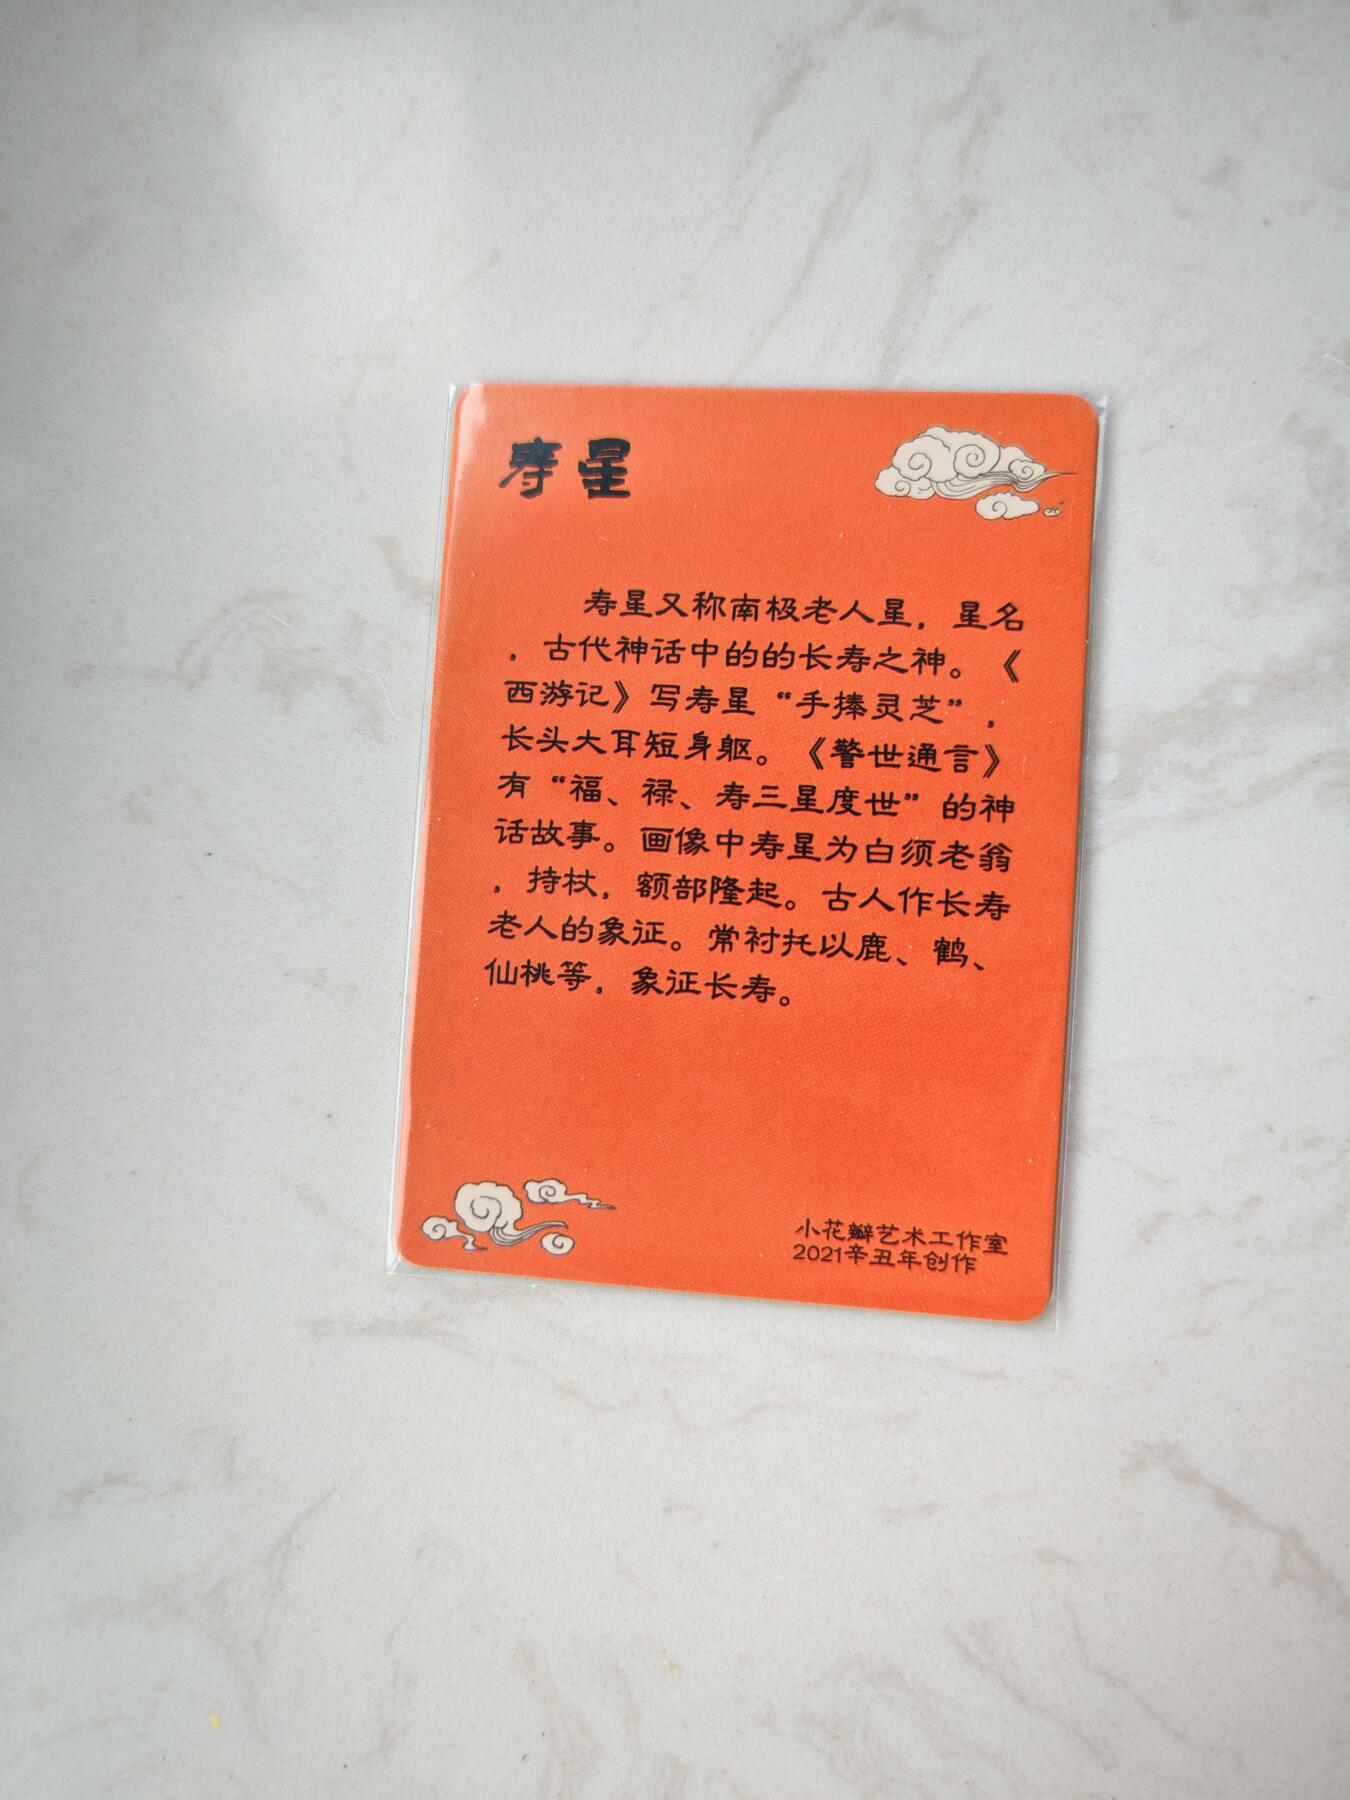 寿星
寿星又称南极老人星，星名
，古代神话中的的长寿之神。《
西游记》写寿星“手捧灵芝”，
长头大耳短身躯。《警世通言》
有“福、禄、寿三星度世”的神
话故事。画像中寿星为白须老翁
，持杖，额部隆起。古人作长寿
老人的象征。常衬托以鹿、鹤、
仙桃等，象征长寿。
小花瓣艺术工作室
2021辛丑年创作